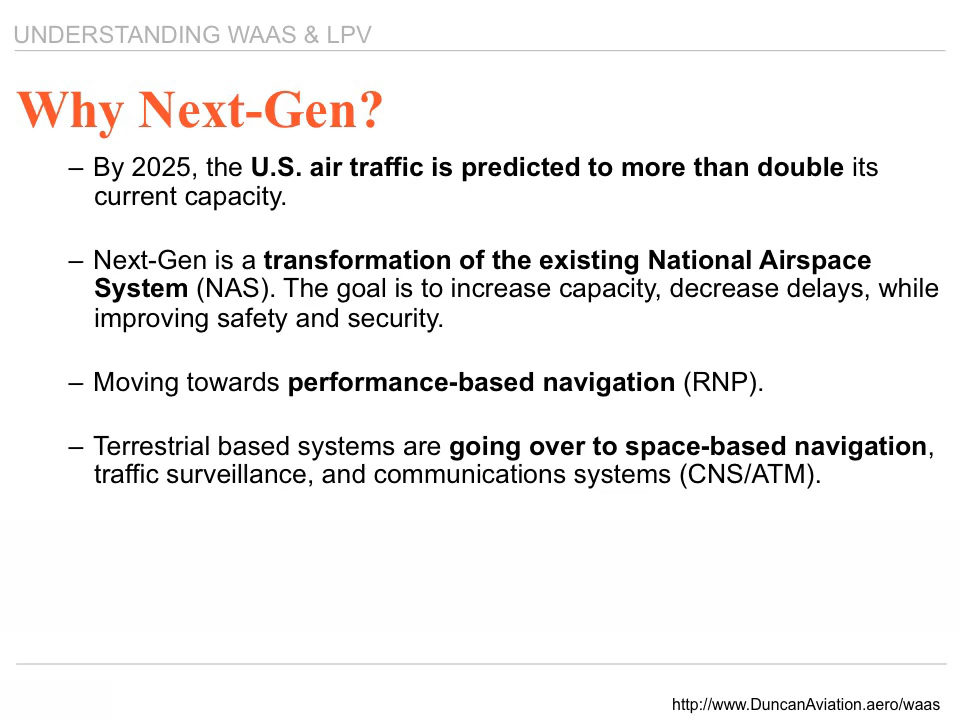 UNDERSTANDING WAAS & LPV
Why Next-Gen?
– By 2025, the U.S. air traffic is predicted to more than double its
current capacity.
– Next-Gen is a transformation of the existing National Airspace
System (NAS). The goal is to increase capacity, decrease delays, while
improving safety and security.
– Moving towards performance-based navigation (RNP).
– Terrestrial based systems are going over to space-based navigation,
traffic surveillance, and communications systems (CNS/ATM).
http://www.DuncanAviation.aero/waas